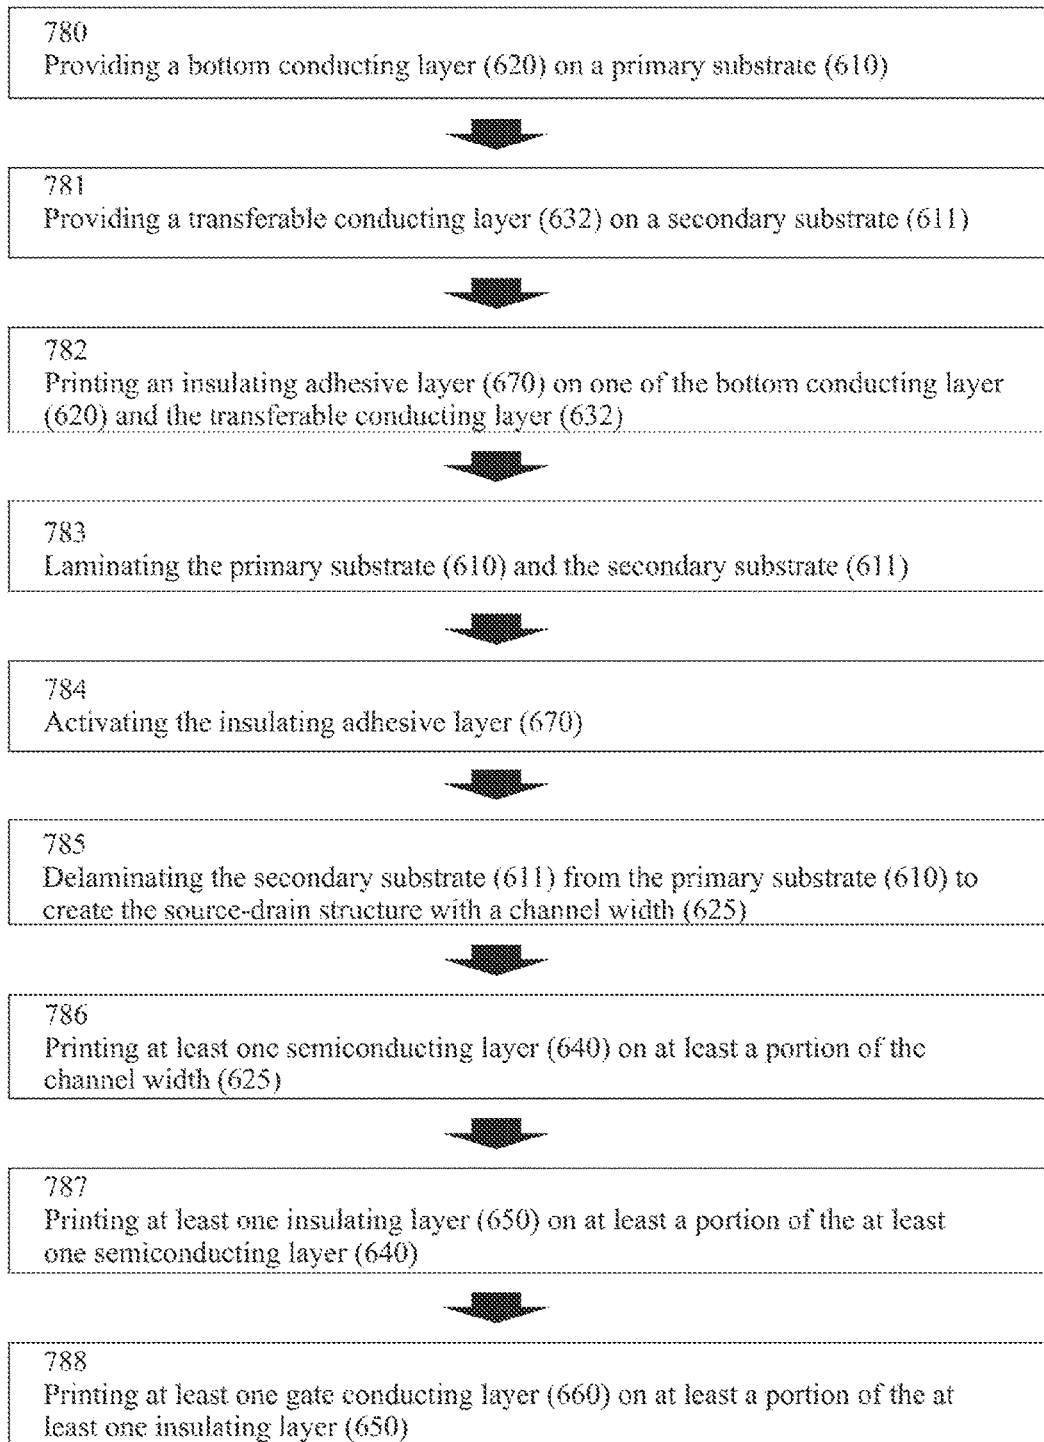 780
Providing a bottom conducting layer (620) on a primary substrate (610)
781
Providing a transferable conducting layer (632) on a secondary substrate (611)
782
Printing an insulating adhesive layer (670) on one of the bottom conducting layer
(620) and the transferable conducting layer (632)
783
Laminating the primary substrate (610) and the secondary substrate (611)
784
Activating the insulating adhesive layer (670)
785
Delaminating the secondary substrate (611) from the primary substrate (610) to
create the source-drain structure with a channel width (625)
786
Printing at least one semiconducting layer (640) on at least a portion of the
channel width (625)
787
Printing at least one insulating layer (650) on at least a portion of the at least
one semiconducting layer (640)
788
Printing at least one gate conducting layer (660) on at least a portion of the at
least one insulating layer (650)